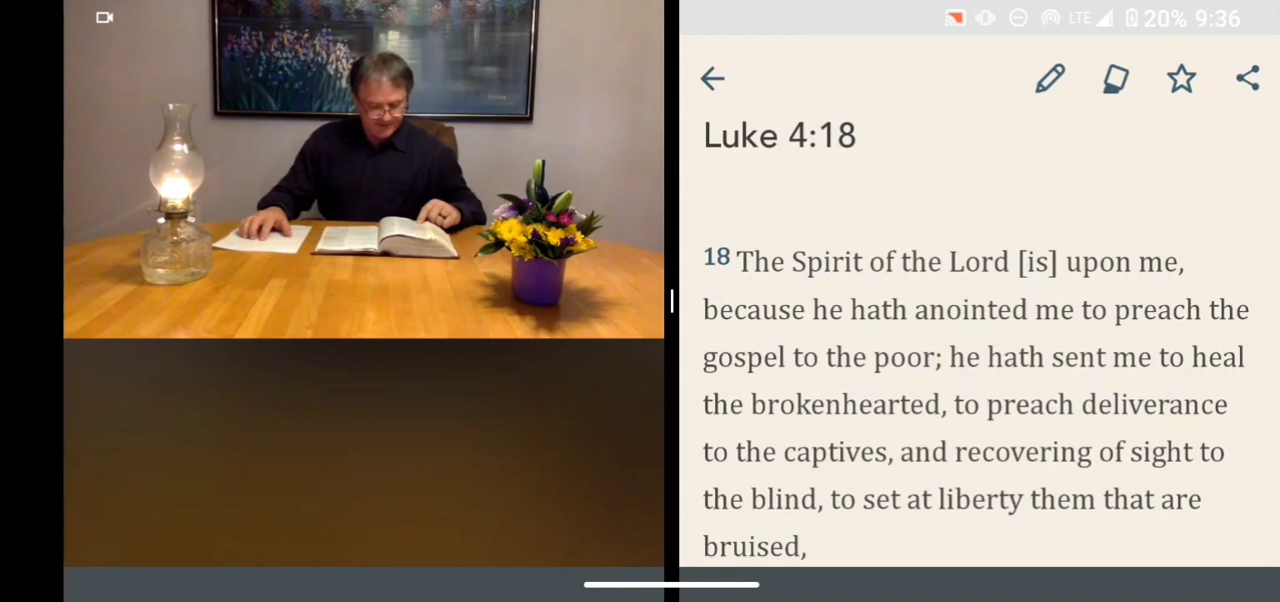 LTE 20% 9:36
Luke 4:18
18 The Spirit of the Lord [is] upon me,
because he hath anointed me to preach the
gospel to the poor; he hath sent me to heal
the brokenhearted, to preach deliverance
to the captives, and recovering of sight to
the blind, to set at liberty them that are
bruised,